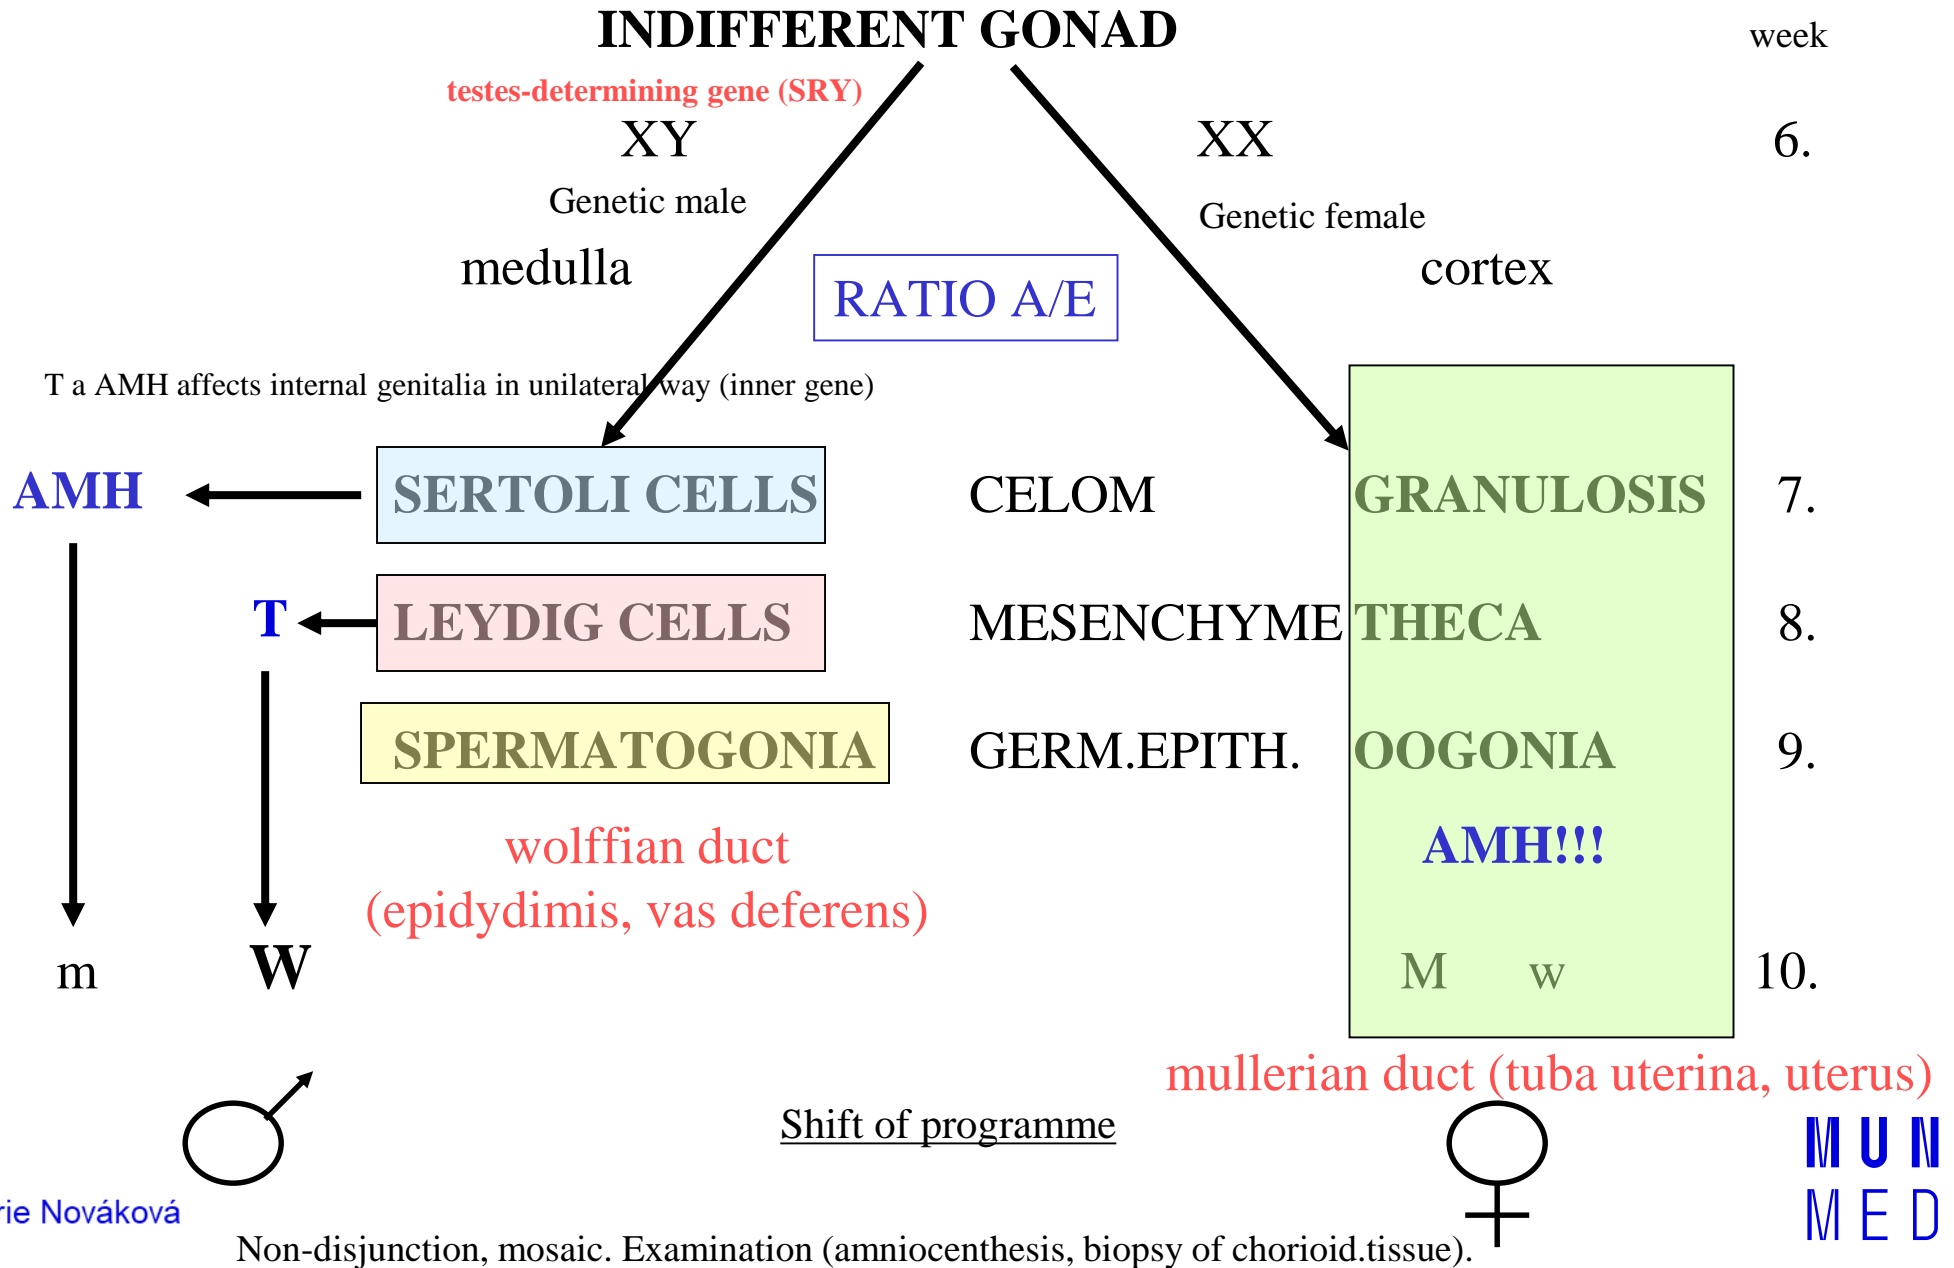 INDIFFERENT GONAD week
testes-determining gene (SRY)
XY XX 6.
Genetic male Genetic female
medulla cortex
RATIO A/E
T a AMH affects internal genitalia in unilateral way (inner gene)
AMH SERTOLI CELLS CELOM GRANULOSIS 7.
T LEYDIG CELLS MESENCHYME THECA 8.
SPERMATOGONIA GERM.EPITH. OOGONIA 9.
wolffian duct AMH!!!
(epidydimis, vas deferens)
m W M w 10.
mullerian duct (tuba uterina, uterus)
Shift of programme
MUN
MED
rie Nováková
Non-disjunction, mosaic. Examination (amniocenthesis, biopsy of chorioid.tissue).